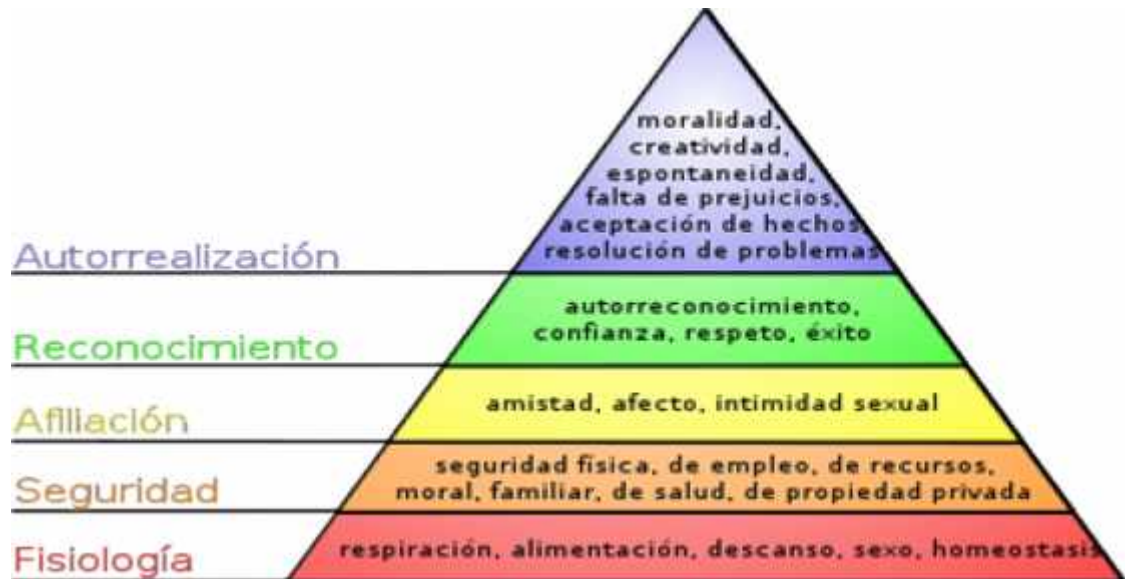 moralidad,
creatividad,
espontaneidad,
falta de prejuicios,
aceptación de hechos,
resolución de problemas
Autorrealización
autorreconocimiento,
confianza, respeto, éxito
Reconocimiento
amistad, afecto, intimidad sexual
Afiliación
seguridad física, de empleo, de recursos,
moral, familiar, de salud, de propiedad privada
Seguridad
respiración, alimentación, descanso, sexo, homeostasis
Fisiología